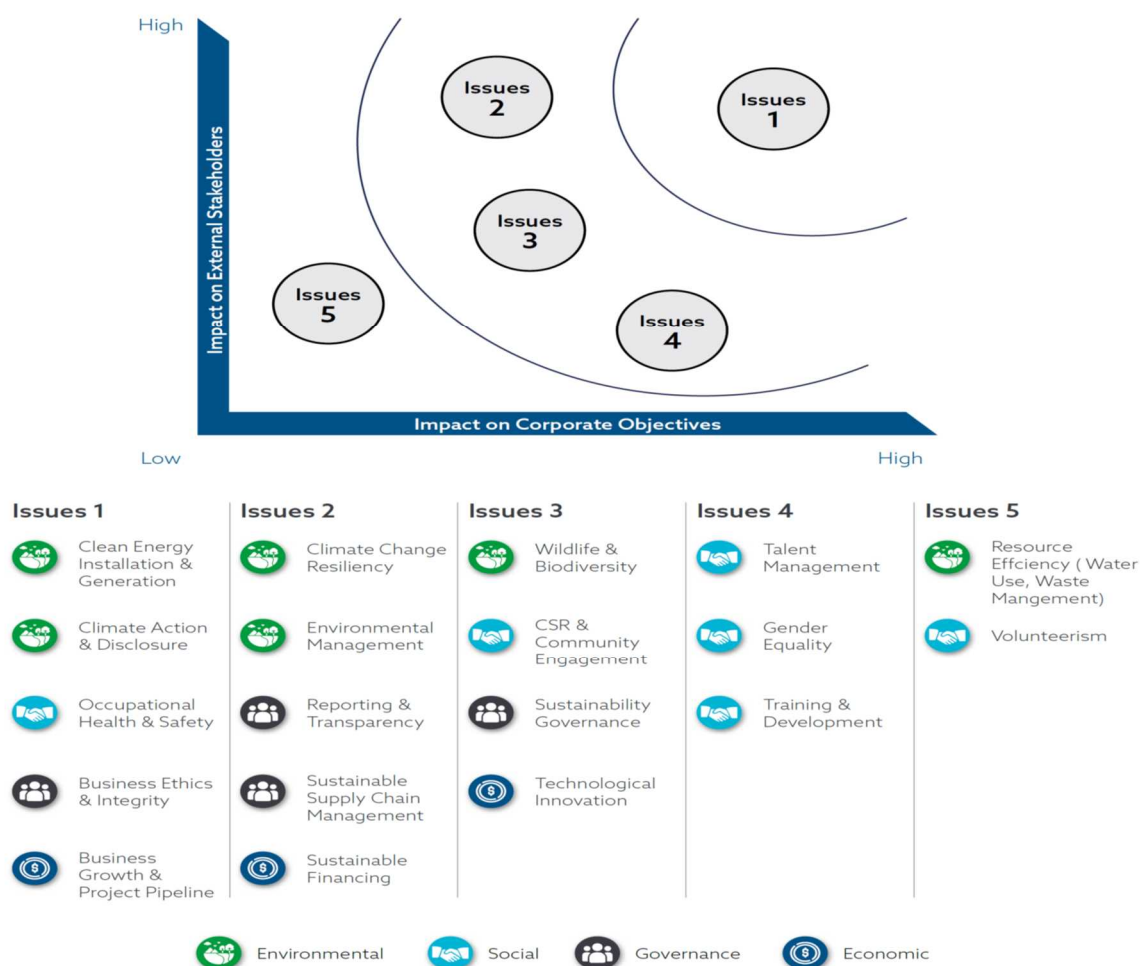 High
Impact on External Stakeholders
Issues
2
Issues
1
Issues
3
Issues
5
Issues
4
Impact on Corporate Objectives
Low
High
Issues 1
Clean Energy
Installation &
Generation
Climate Action
& Disclosure
Occupational
Health & Safety
Business Ethics
& Integrity
Business
Growth &
Project Pipeline
Issues 2
Climate Change
Resiliency
Environmental
Management
Reporting &
Transparency
Sustainable
Supply Chain
Management
Sustainable
Financing
Issues 3
Wildlife &
Biodiversity
CSR &
Community
Engagement
Sustainability
Governance
Technological
Innovation
Issues 4
Talent
Management
Gender
Equality
Training &
Development
Issues 5
Resource
Effciency ( Water
Use, Waste
Mangement)
Volunteerism
Environmental
Social
Governance
Economic